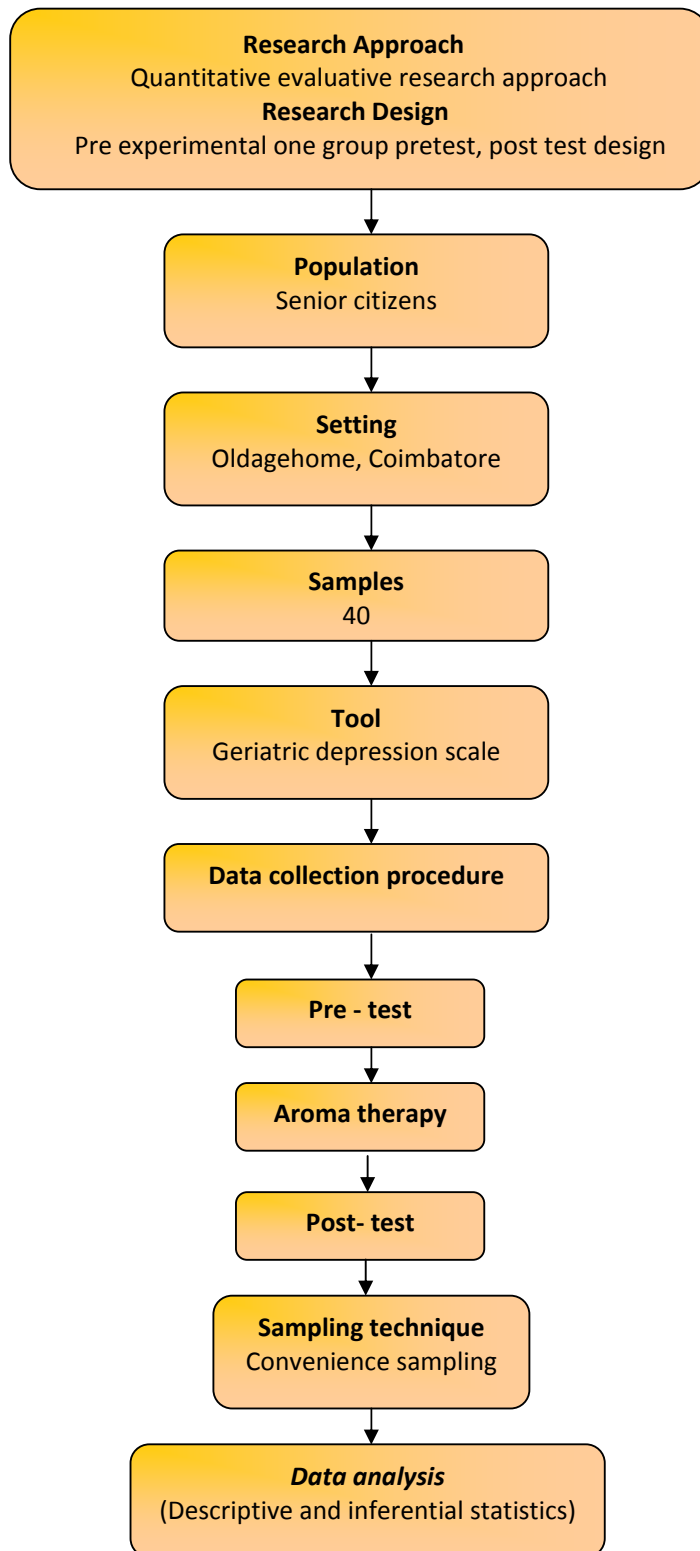 Research Approach
Quantitative evaluative research approach
Research Design
Pre experimental one group pretest, post test design
Population
Senior citizens
Setting
Oldagehome, Coimbatore
Samples
40
Tool
Geriatric depression scale
Data collection procedure
Pre - test
Aroma therapy
Post- test
Sampling technique
Convenience sampling
Data analysis
(Descriptive and inferential statistics)